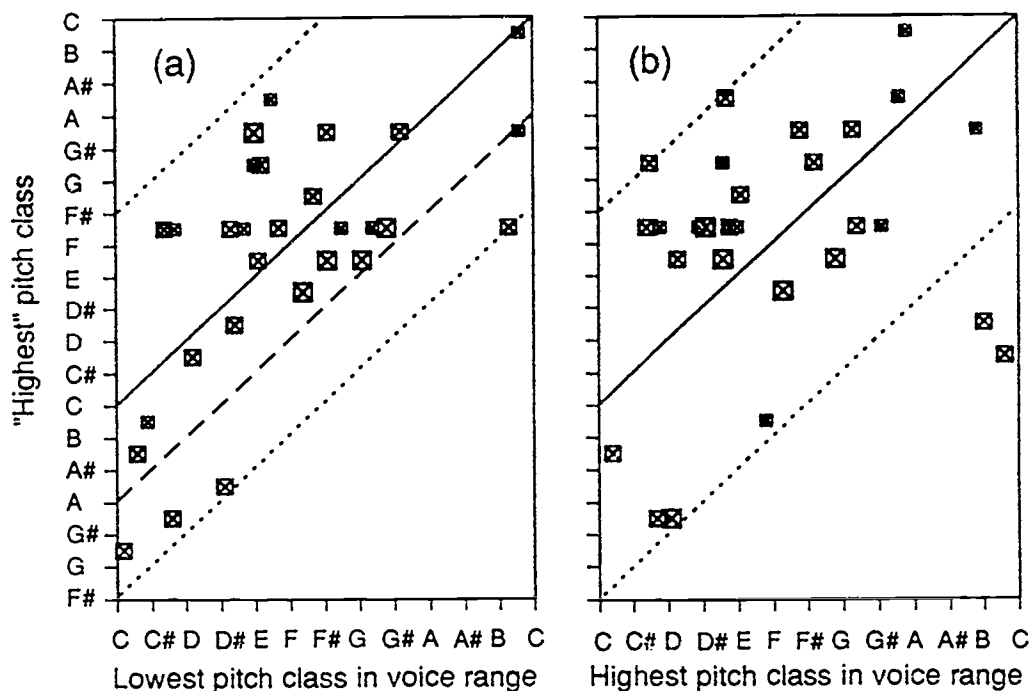 (a)
(b)
"Highest" pitch class
C
B
A#
A
G#
G
F#
F
E
D#
D
C#
C
B
A#
A
G#
G
F#
C C# D D# E F F# G G# A A# B C
C C# D D# E F F# G G# A A# B C
Lowest pitch class in voice range
Highest pitch class in voice range